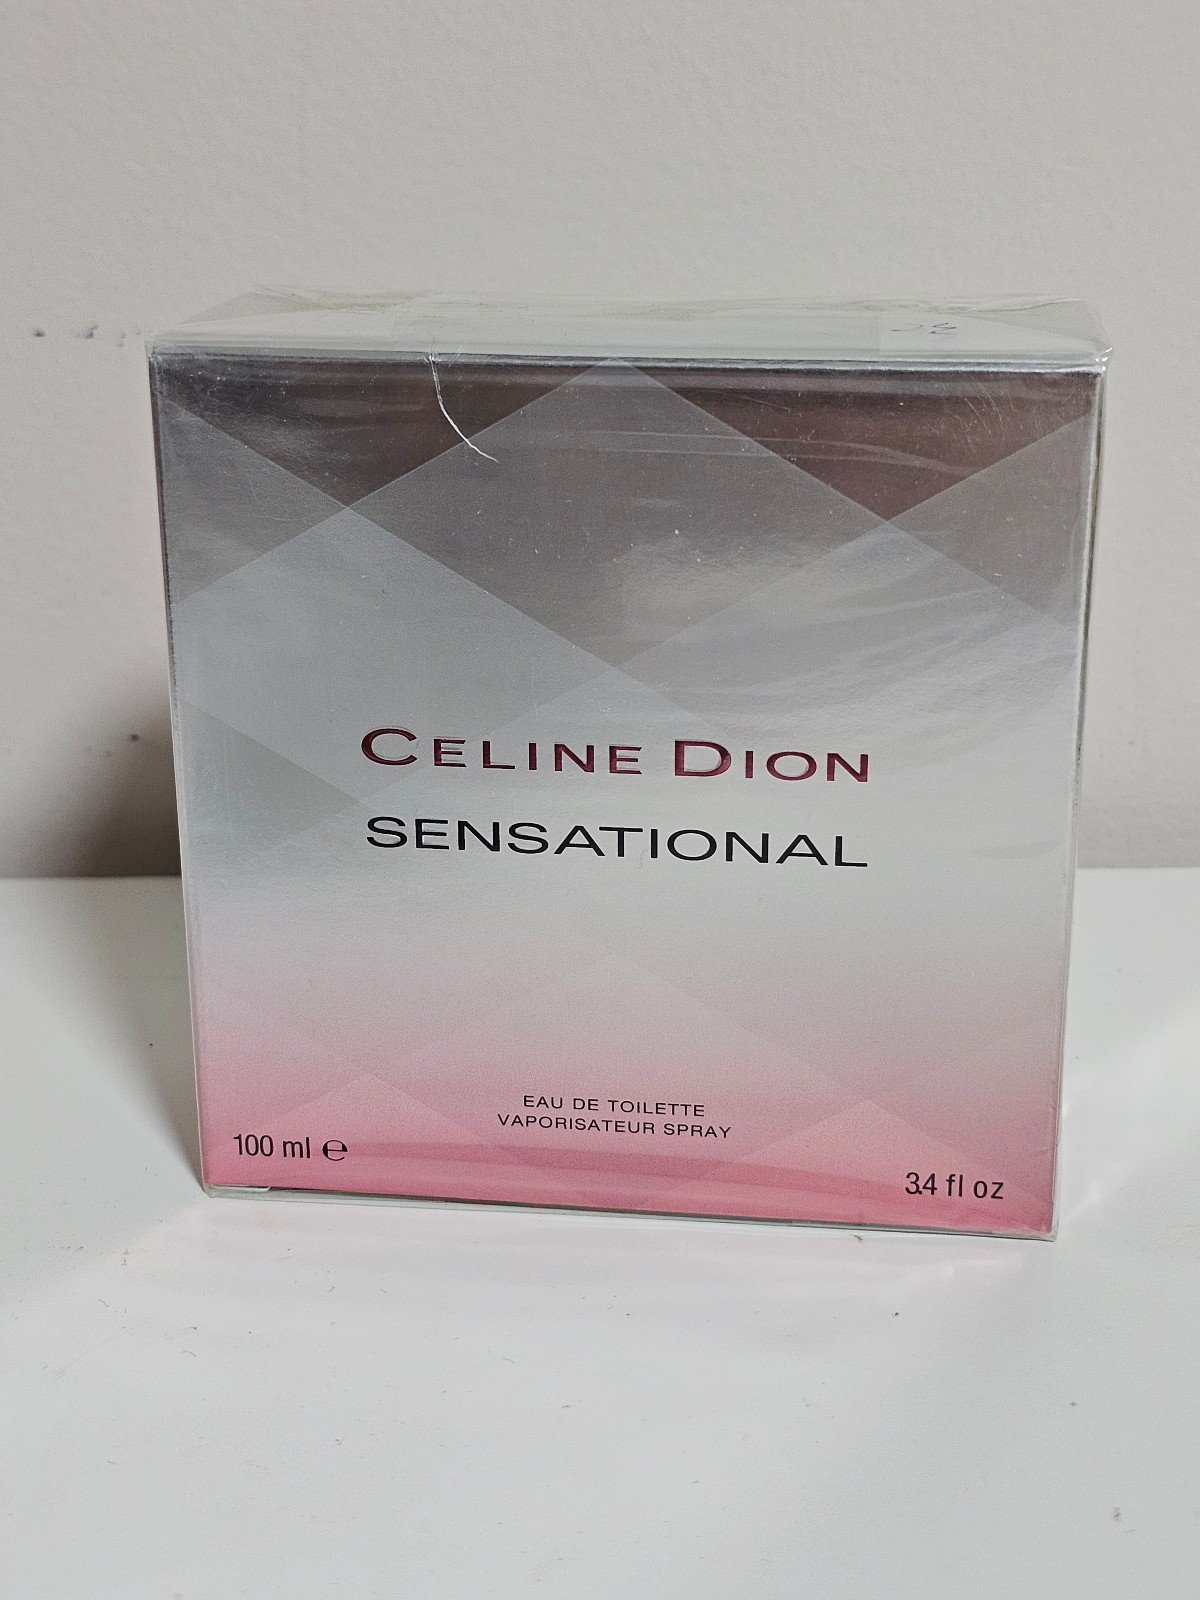 CELINE DION
SENSATIONAL
EAU DE TOILETTE
VAPORISATEUR SPRAY
100 ml ℮
3.4 fl oz